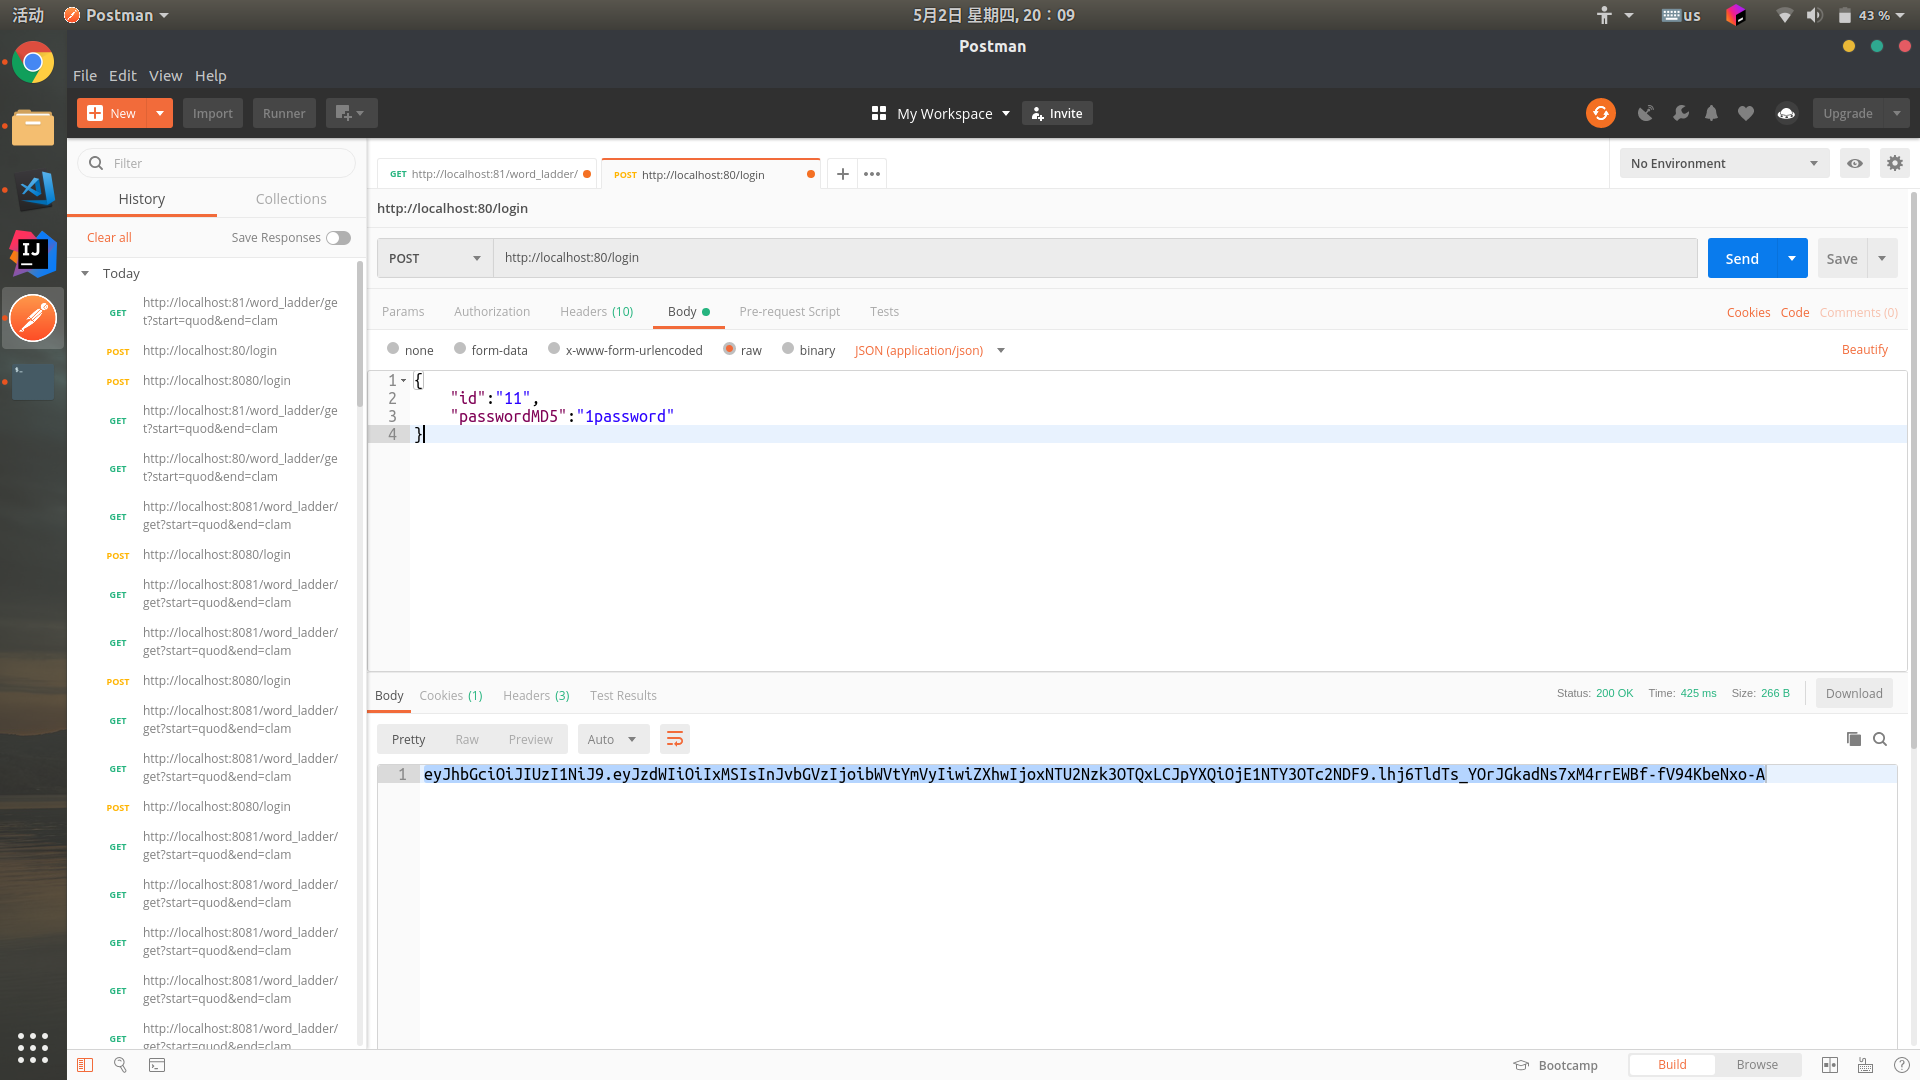 活动 Postman 5月2日 星期四, 20：09 us 43 %
Postman
File Edit View Help
New Import Runner My Workspace Invite Upgrade
Filter
History Collections
Clear all Save Responses
Today
GET http://localhost:81/word_ladder/ge
t?start=quod&end=clam
POST http://localhost:80/login
POST http://localhost:8080/login
GET http://localhost:81/word_ladder/ge
t?start=quod&end=clam
GET http://localhost:80/word_ladder/ge
t?start=quod&end=clam
GET http://localhost:8081/word_ladder/
get?start=quod&end=clam
POST http://localhost:8080/login
GET http://localhost:8081/word_ladder/
get?start=quod&end=clam
GET http://localhost:8081/word_ladder/
get?start=quod&end=clam
POST http://localhost:8080/login
GET http://localhost:8081/word_ladder/
get?start=quod&end=clam
GET http://localhost:8081/word_ladder/
get?start=quod&end=clam
POST http://localhost:8080/login
GET http://localhost:8081/word_ladder/
get?start=quod&end=clam
GET http://localhost:8081/word_ladder/
get?start=quod&end=clam
GET http://localhost:8081/word_ladder/
get?start=quod&end=clam
GET http://localhost:8081/word_ladder/
get?start=quod&end=clam
GET http://localhost:8081/word_ladder/
get?start=quod&end=clam
GET http://localhost:81/word_ladder/ POST http://localhost:80/login No Environment
http://localhost:80/login
POST http://localhost:80/login Send Save
Params Authorization Headers (10) Body Pre-request Script Tests Cookies Code Comments (0)
none form-data x-www-form-urlencoded raw binary JSON (application/json) Beautify
1 {
2 "id":"11",
3 "passwordMD5":"1password"
4 }
Body Cookies (1) Headers (3) Test Results Status: 200 OK Time: 425 ms Size: 266 B Download
Pretty Raw Preview Auto
1 eyJhbGciOiJIUzI1NiJ9.eyJzdWIiOiIxMSIsInJvbGVzIjoibWVtYmVyIiwiZXhwIjoxNTU2Nzk3OTQxLCJpYXQiOjE1NTY3OTc2NDF9.lhj6TldTs_YOrJGkadNs7xM4rrEWBf-fV94KbeNxo-A
Bootcamp Build Browse
IJ